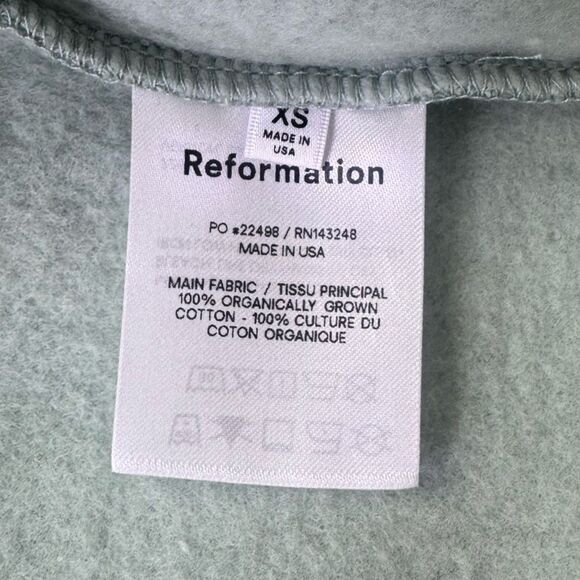 XS
MADE IN
USA
Reformation
PO #22498 / RN143248
MADE IN USA
MAIN FABRIC / TISSU PRINCIPAL
100% ORGANICALLY GROWN
COTTON - 100% CULTURE DU
COTON ORGANIQUE